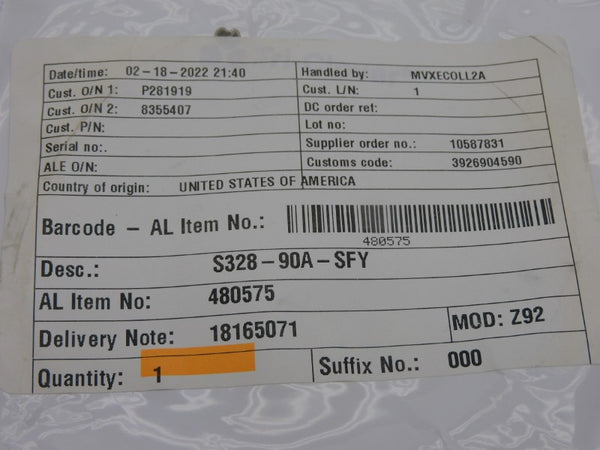 Date/time: 02-18-2022 21:40 Handled by: MVXECOLL2A
Cust. O/N 1: P281919 Cust. L/N: 1
Cust. O/N 2: 8355407 DC order ref:
Cust. P/N: Lot no:
Serial no:. Supplier order no.: 10587831
ALE O/N: Customs code: 3926904590
Country of origin: UNITED STATES OF AMERICA
Barcode - AL Item No.: 480575
Desc.: S328-90A-SFY
AL Item No: 480575
Delivery Note: 18165071 MOD: Z92
Quantity: 1 Suffix No.: 000